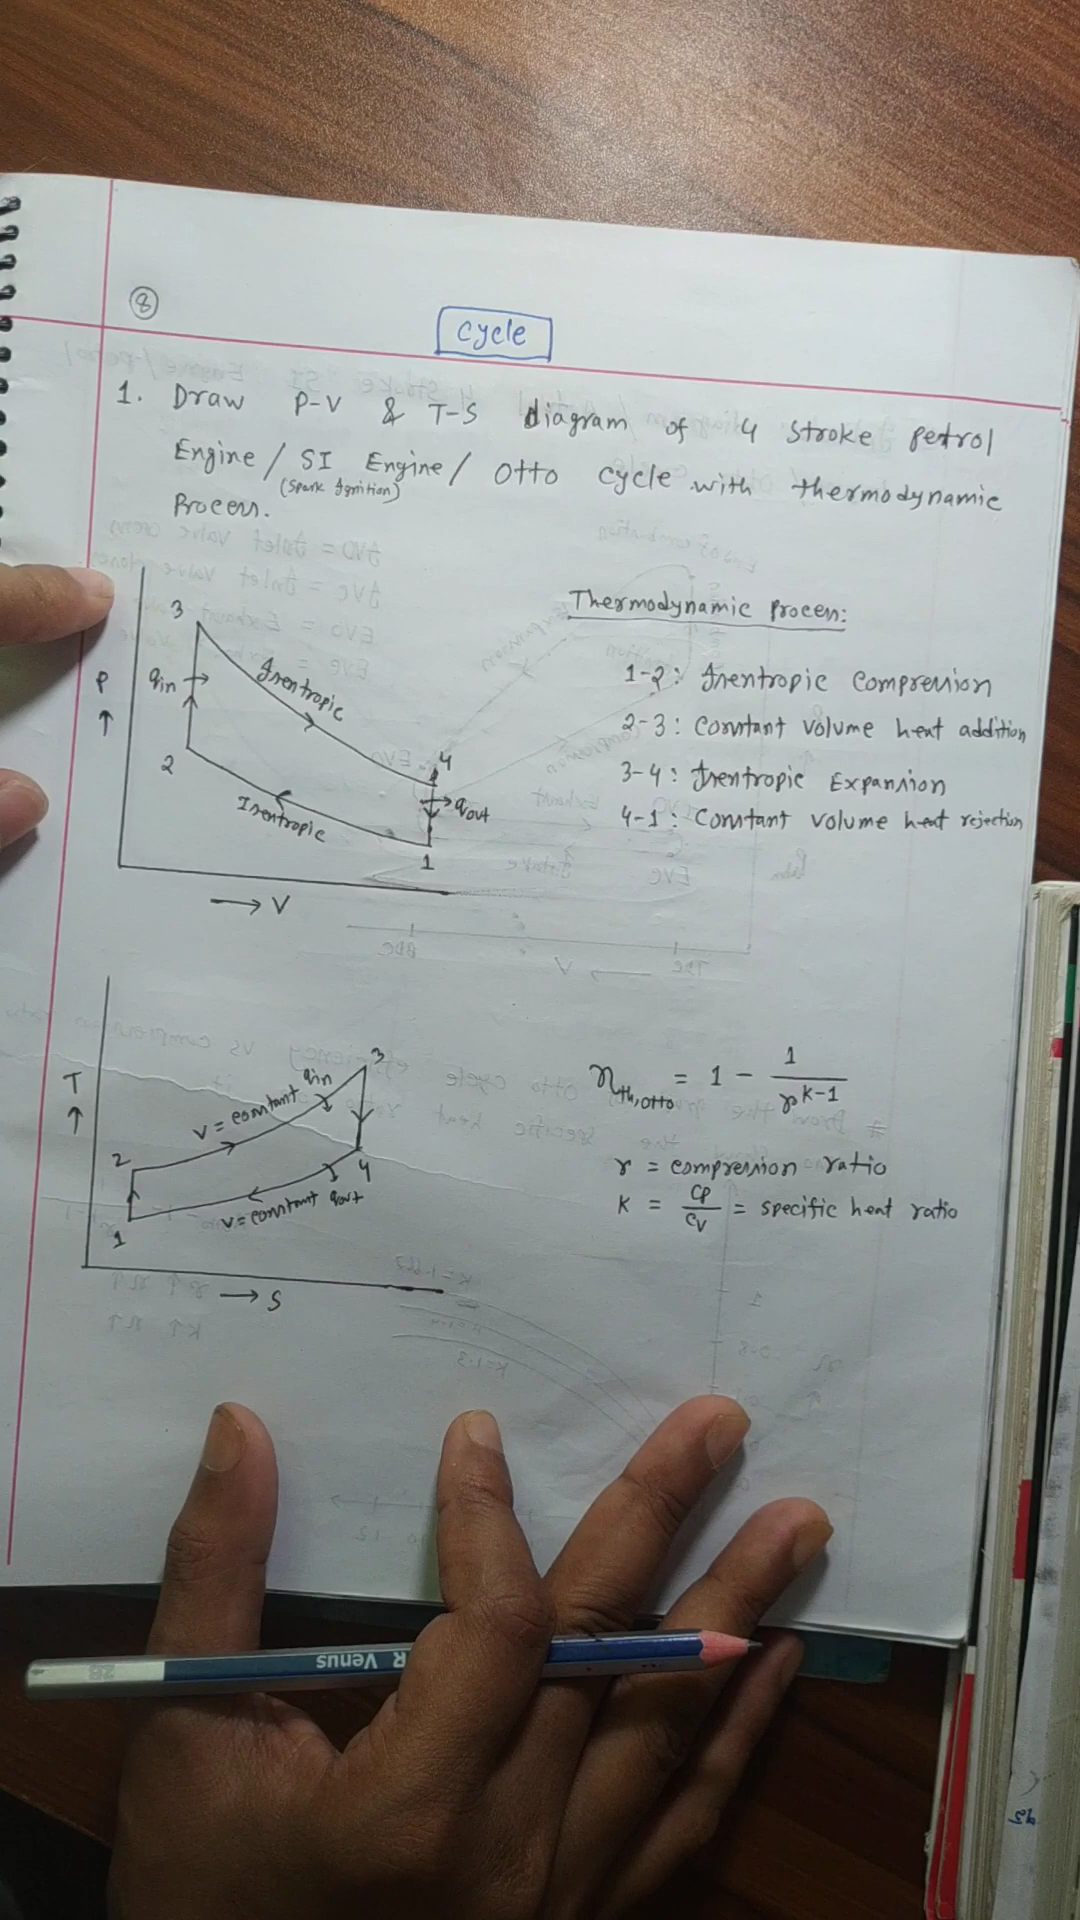 8
Cycle
1. Draw P-V & T-S diagram of 4 stroke petrol
Engine / SI Engine / Otto cycle with thermodynamic
(Spark Ignition)
Process.
3
P
qin
Isentropic
2
4
qout
Isentropic
1
V
Thermodynamic Process:
1-2: Isentropic Compression
2-3: Constant volume heat addition
3-4: Isentropic Expansion
4-1: Constant volume heat rejection
T
3
qin
V = constant
2
4
V = constant qout
1
S
ηth,otto = 1 - 1/r^k-1
r = compression ratio
K = Cp/Cv = specific heat ratio
R Venus
2B